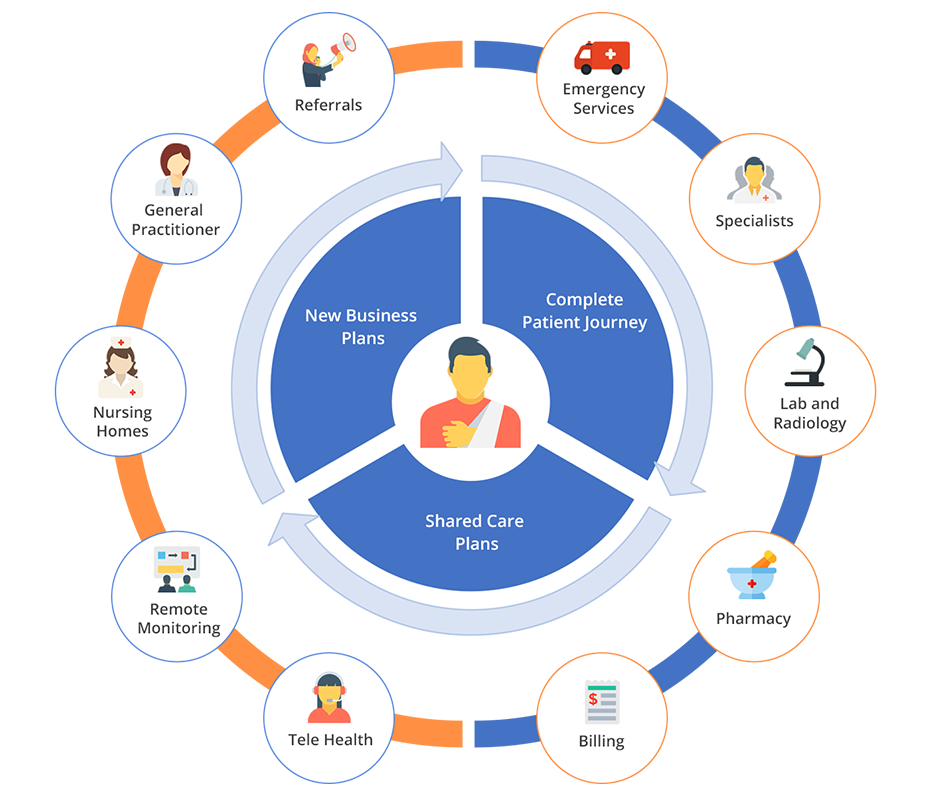 Referrals
Emergency
Services
General
Practitioner
Specialists
New Business
Plans
Complete
Patient Journey
Nursing
Homes
Lab and
Radiology
Shared Care
Plans
Remote
Monitoring
Pharmacy
Tele Health
$
Billing